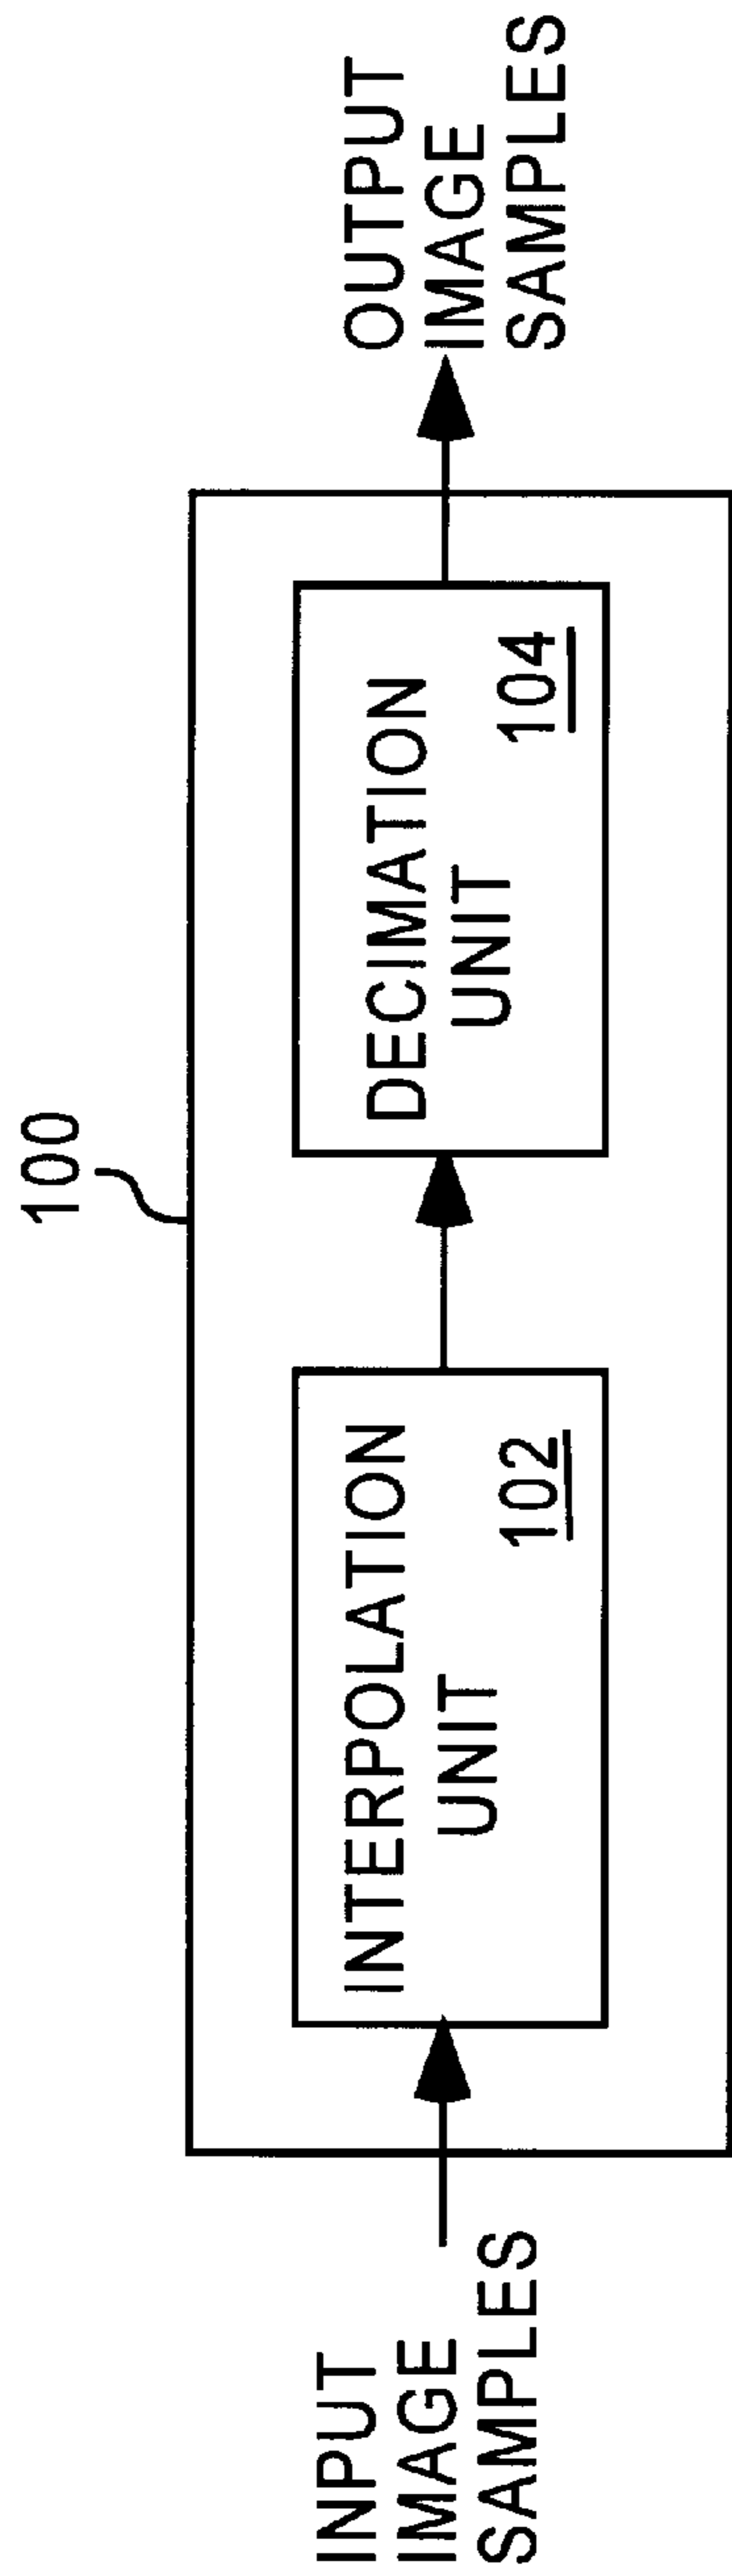 100
INPUT
IMAGE
SAMPLES
INTERPOLATION
UNIT
102
DECIMATION
UNIT
104
OUTPUT
IMAGE
SAMPLES